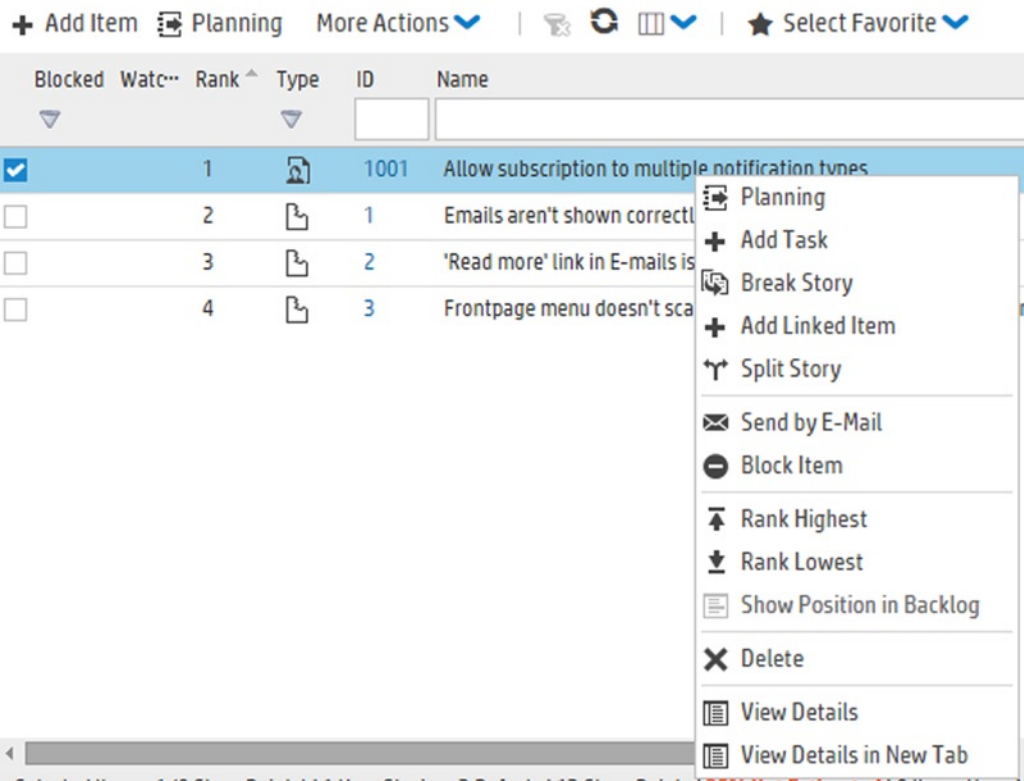 Add Item Planning More Actions Select Favorite
Blocked Watc··· Rank Type ID Name
1 1001 Allow subscription to multiple notification types
Planning
2 1 Emails aren't shown correctl
Add Task
3 2 'Read more' link in E-mails is
Break Story
4 3 Frontpage menu doesn't sca
Add Linked Item
Split Story
Send by E-Mail
Block Item
Rank Highest
Rank Lowest
Show Position in Backlog
Delete
View Details
View Details in New Tab